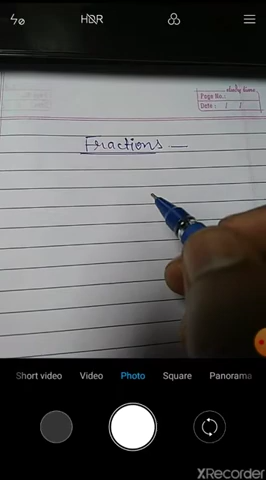 HDR
study time
Page No.
Date : / /
Fractions —
Short video Video Photo Square Panorama
XRecorder